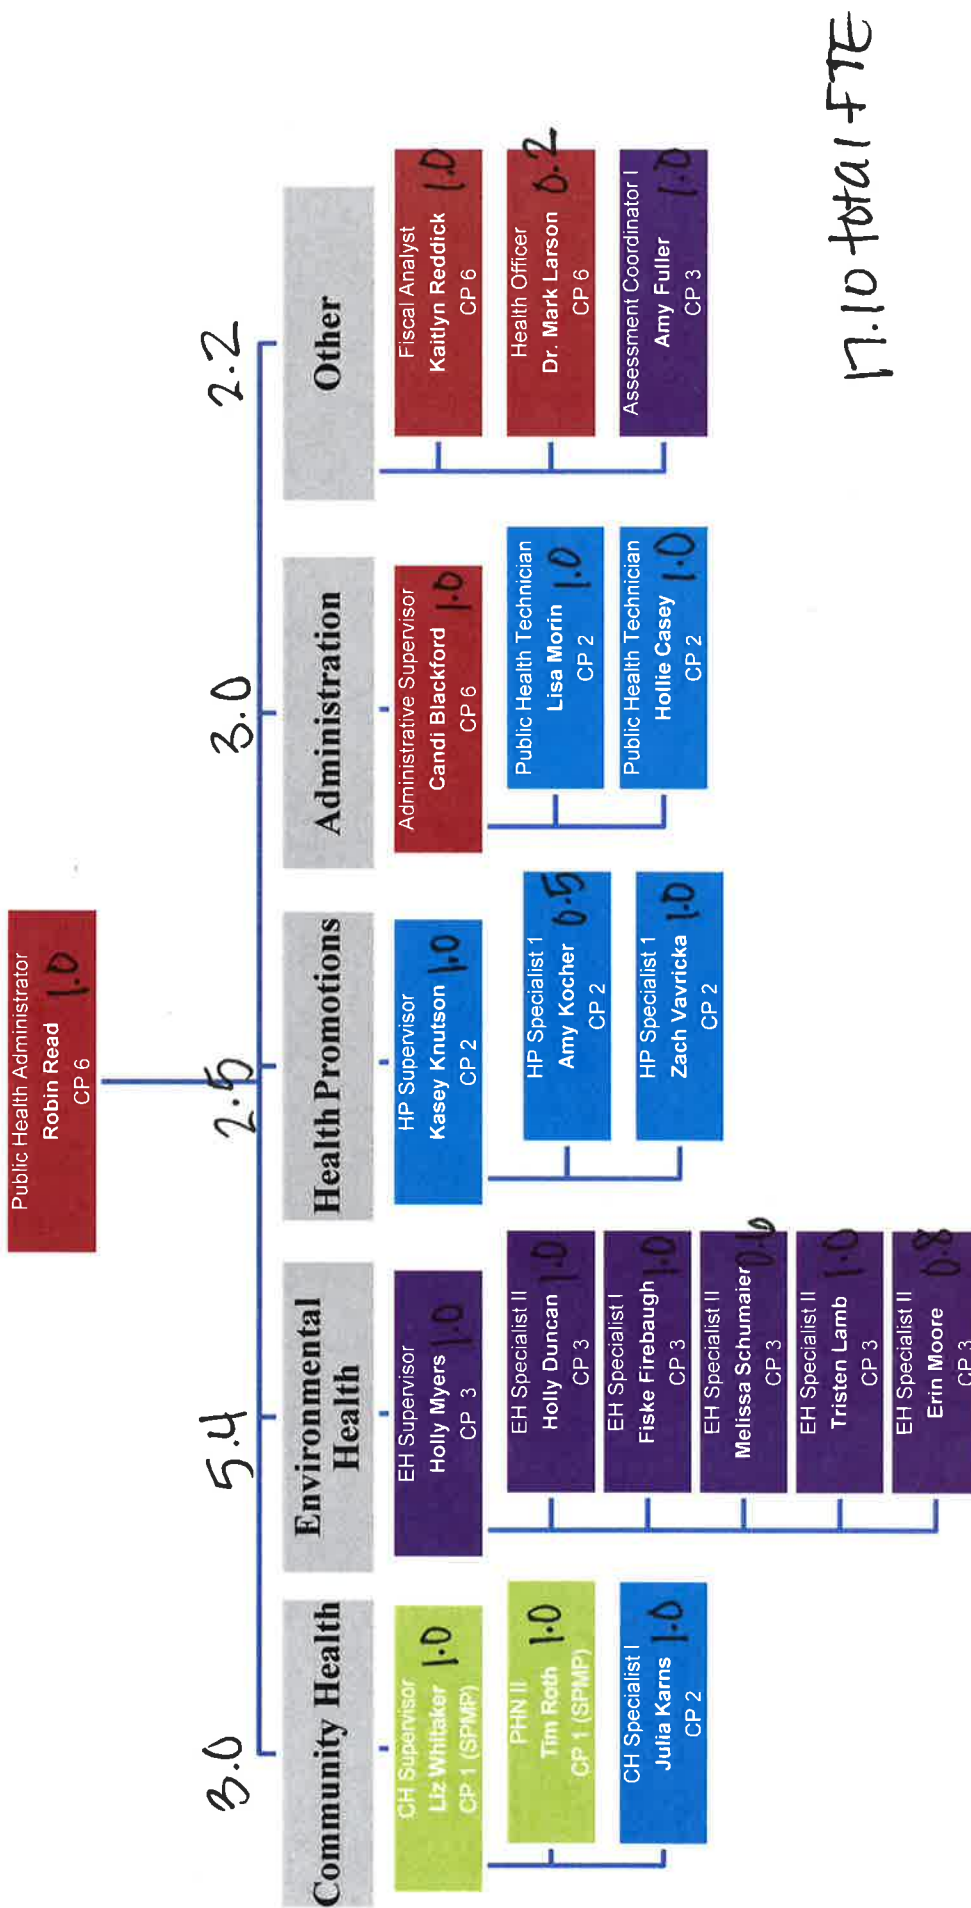 Public Health Administrator
Robin Read 1.0
CP 6
3.0
5.4
2.5
3.0
2.2
Community Health
CH Supervisor
Liz Whitaker 1.0
CP 1 (SPMP)
PHN II
Tim Roth 1.0
CP 1 (SPMP)
CH Specialist I
Julia Karns 1.0
CP 2
Environmental
Health
EH Supervisor
Holly Myers 1.0
CP 3
EH Specialist II
Holly Duncan 1.0
CP 3
EH Specialist I
Fiske Firebaugh 1.0
CP 3
EH Specialist II
Melissa Schumaier 0.6
CP 3
EH Specialist II
Tristen Lamb 1.0
CP 3
EH Specialist II
Erin Moore 0.8
CP 3
Health Promotions
HP Supervisor
Kasey Knutson 1.0
CP 2
HP Specialist 1
Amy Kocher 0.5
CP 2
HP Specialist 1
Zach Vavricka 1.0
CP 2
Administration
Administrative Supervisor
Candi Blackford 1.0
CP 6
Public Health Technician
Lisa Morin 1.0
CP 2
Public Health Technician
Hollie Casey 1.0
CP 2
Other
Fiscal Analyst
Kaitlyn Reddick 1.0
CP 6
Health Officer
Dr. Mark Larson 0.2
CP 6
Assessment Coordinator I
Amy Fuller 1.0
CP 3
17.10 total FTE